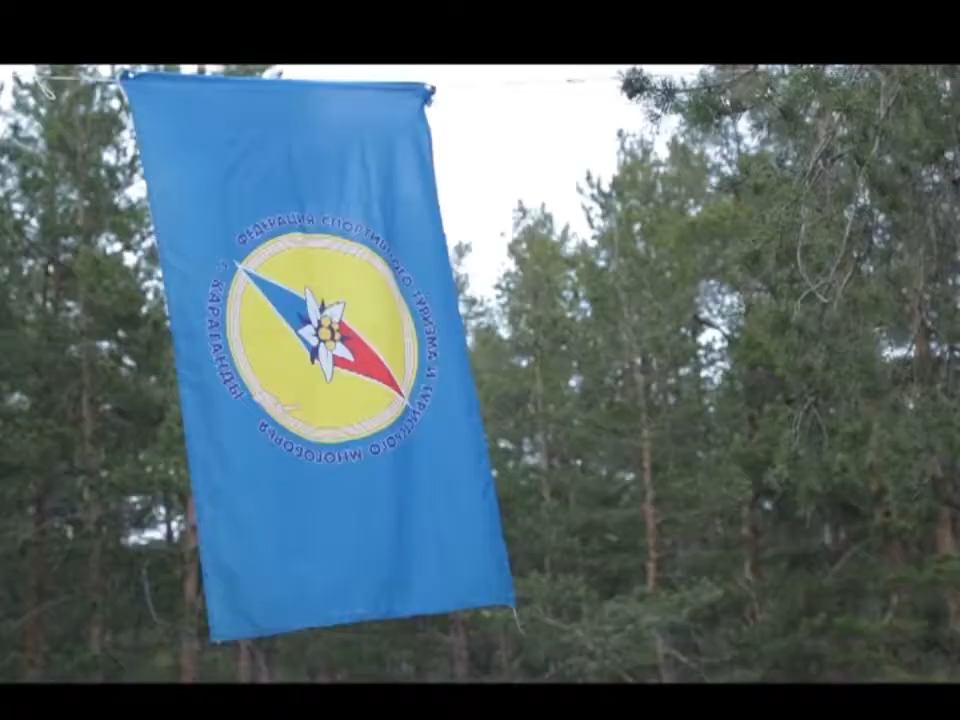 ФЕДЕРАЦИЯ СПОРТИВНОГО ТУРИЗМА И ТУРИСТСКОГО МНОГОБОРЬЯ
Г. КАРАГАНДЫ